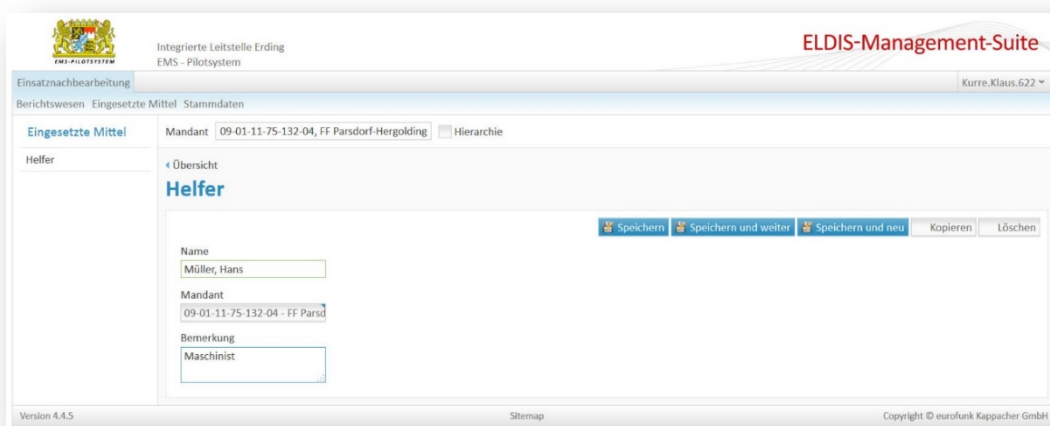 EMS-PILOTSYSTEM
Integrierte Leitstelle Erding
EMS - Pilotsystem
ELDIS-Management-Suite
Einsatznachbearbeitung
Kurre.Klaus.622
Berichtswesen Eingesetzte Mittel Stammdaten
Eingesetzte Mittel
Mandant 09-01-11-75-132-04, FF Parsdorf-Hergolding Hierarchie
Helfer
Übersicht
Helfer
Speichern Speichern und weiter Speichern und neu Kopieren Löschen
Name
Müller, Hans
Mandant
09-01-11-75-132-04 - FF Parsd
Bemerkung
Maschinist
Version 4.4.5 Sitemap Copyright © eurofunk Kappacher GmbH